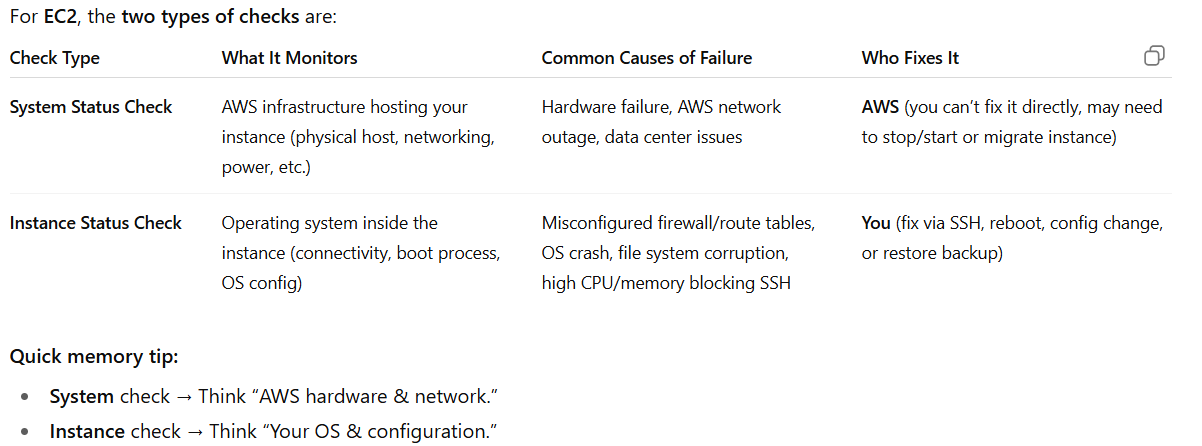 For EC2, the two types of checks are:
Check Type What It Monitors Common Causes of Failure Who Fixes It
System Status Check AWS infrastructure hosting your Hardware failure, AWS network AWS (you can’t fix it directly, may need
instance (physical host, networking, outage, data center issues to stop/start or migrate instance)
power, etc.)
Instance Status Check Operating system inside the Misconfigured firewall/route tables, You (fix via SSH, reboot, config change,
instance (connectivity, boot process, OS crash, file system corruption, or restore backup)
OS config) high CPU/memory blocking SSH
Quick memory tip:
• System check → Think “AWS hardware & network.”
• Instance check → Think “Your OS & configuration.”